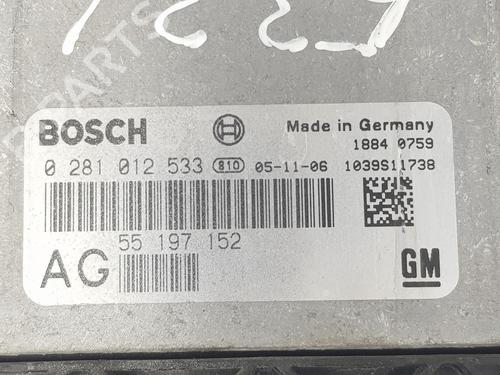 BOSCH
Made in Germany
1884 0759
0 281 012 533 810 05-11-06 1039S11738
55 197 152
AG
GM
PARTS